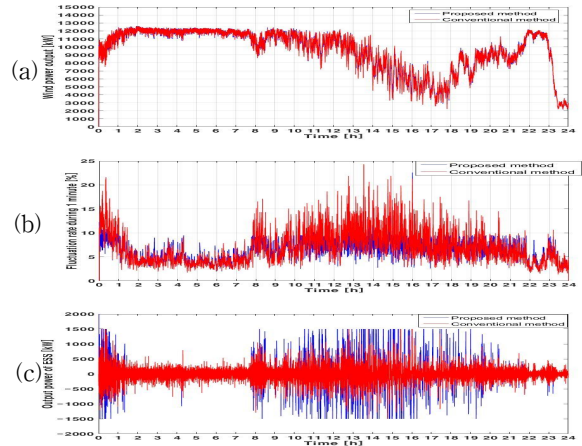 (a)
Wind power output [kW]
15000
14000
13000
12000
11000
10000
9000
8000
7000
6000
5000
4000
3000
2000
1000
0
Proposed method
Conventional method
0 1 2 3 4 5 6 7 8 9 10 11 12 13 14 15 16 17 18 19 20 21 22 23 24
Time [h]
(b)
Fluctuation rate during 1 minute [%]
25
20
15
10
5
0
Proposed method
Conventional method
0 1 2 3 4 5 6 7 8 9 10 11 12 13 14 15 16 17 18 19 20 21 22 23 24
Time [h]
(c)
Output power of ESS [kW]
2000
1500
1000
500
0
-500
-1000
-1500
-2000
Proposed method
Conventional method
0 1 2 3 4 5 6 7 8 9 10 11 12 13 14 15 16 17 18 19 20 21 22 23 24
Time [h]